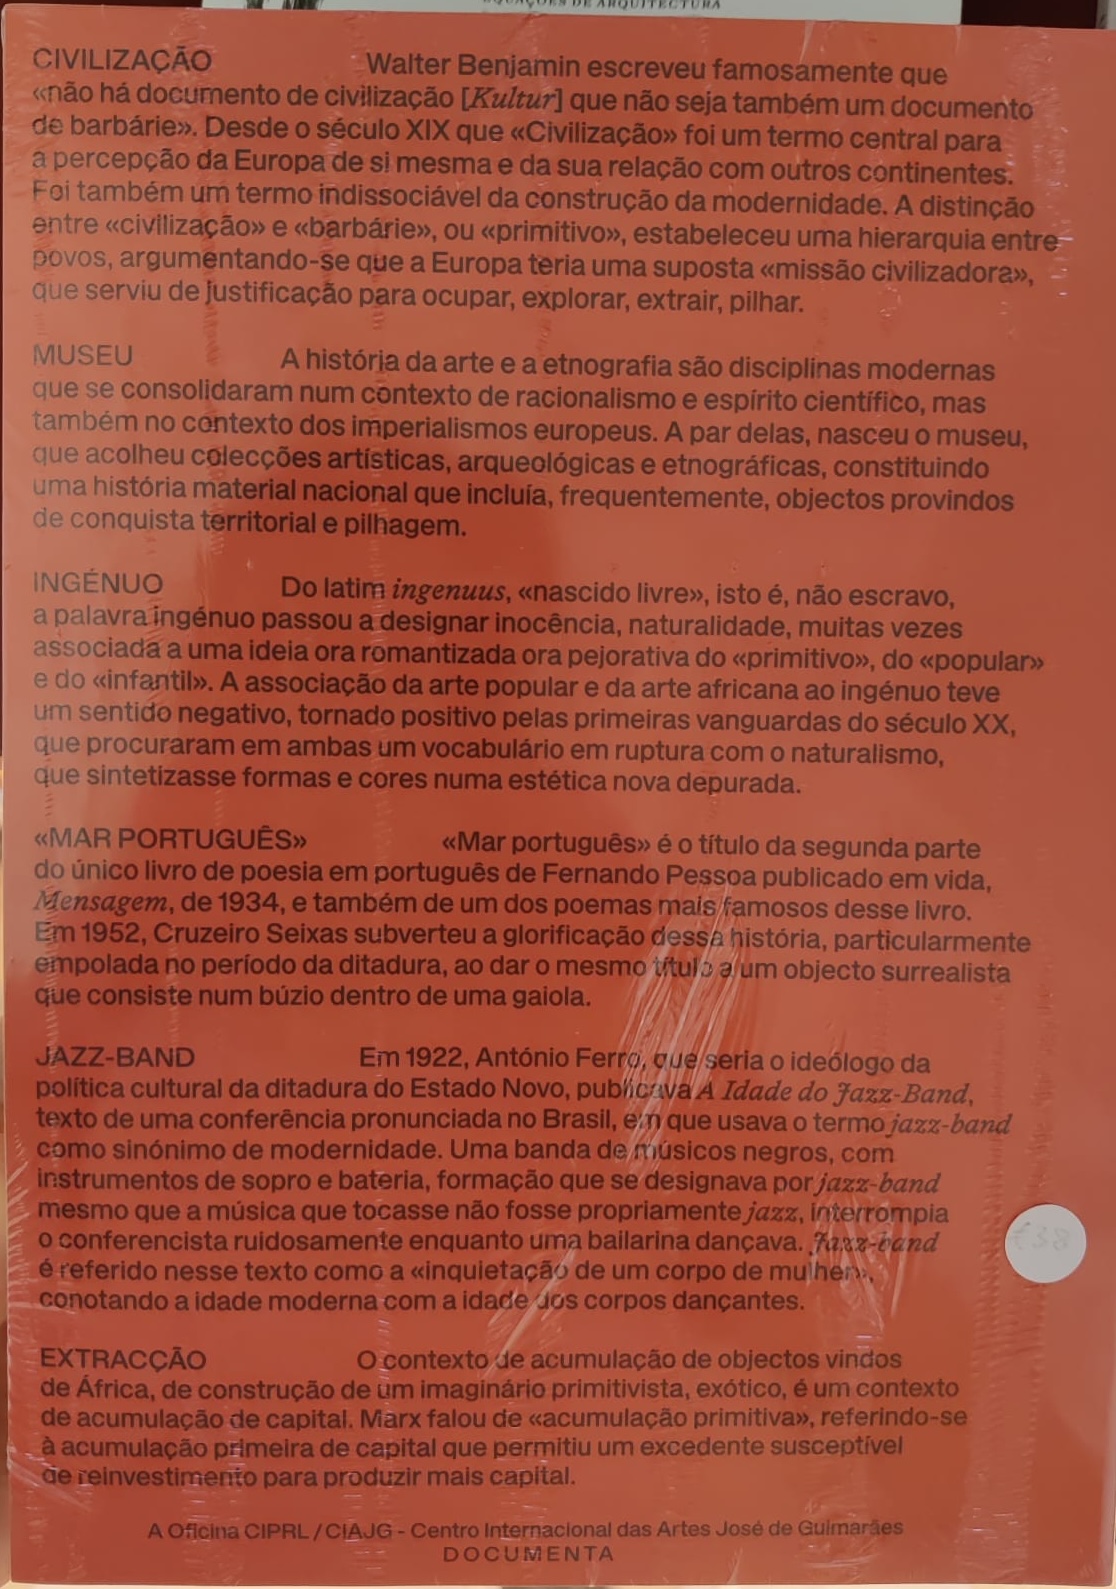 EQUAÇÕES DE ARQUITECTURA
CIVILIZAÇÃO Walter Benjamin escreveu famosamente que
«não há documento de civilização [Kultur] que não seja também um documento
de barbárie». Desde o século XIX que «Civilização» foi um termo central para
a percepção da Europa de si mesma e da sua relação com outros continentes.
Foi também um termo indissociável da construção da modernidade. A distinção
entre «civilização» e «barbárie», ou «primitivo», estabeleceu uma hierarquia entre
povos, argumentando-se que a Europa teria uma suposta «missão civilizadora»,
que serviu de justificação para ocupar, explorar, extrair, pilhar.
MUSEU A história da arte e a etnografia são disciplinas modernas
que se consolidaram num contexto de racionalismo e espírito científico, mas
também no contexto dos imperialismos europeus. A par delas, nasceu o museu,
que acolheu colecções artísticas, arqueológicas e etnográficas, constituindo
uma história material nacional que incluía, frequentemente, objectos provindos
de conquista territorial e pilhagem.
INGÉNUO Do latim ingenuus, «nascido livre», isto é, não escravo,
a palavra ingénuo passou a designar inocência, naturalidade, muitas vezes
associada a uma ideia ora romantizada ora pejorativa do «primitivo», do «popular»
e do «infantil». A associação da arte popular e da arte africana ao ingénuo teve
um sentido negativo, tornado positivo pelas primeiras vanguardas do século XX,
que procuraram em ambas um vocabulário em ruptura com o naturalismo,
que sintetizasse formas e cores numa estética nova depurada.
«MAR PORTUGUÊS» «Mar português» é o título da segunda parte
do único livro de poesia em português de Fernando Pessoa publicado em vida,
Mensagem, de 1934, e também de um dos poemas mais famosos desse livro.
Em 1952, Cruzeiro Seixas subverteu a glorificação dessa história, particularmente
empolada no período da ditadura, ao dar o mesmo título a um objecto surrealista
que consiste num búzio dentro de uma gaiola.
JAZZ-BAND Em 1922, António Ferro, que seria o ideólogo da
política cultural da ditadura do Estado Novo, publicava A Idade do Jazz-Band,
texto de uma conferência pronunciada no Brasil, em que usava o termo jazz-band
como sinónimo de modernidade. Uma banda de músicos negros, com
instrumentos de sopro e bateria, formação que se designava por jazz-band
mesmo que a música que tocasse não fosse propriamente jazz, interrompia
o conferencista ruidosamente enquanto uma bailarina dançava. Jazz-band
é referido nesse texto como a «inquietação de um corpo de mulher»,
conotando a idade moderna com a idade dos corpos dançantes.
EXTRACÇÃO O contexto de acumulação de objectos vindos
de África, de construção de um imaginário primitivista, exótico, é um contexto
de acumulação de capital. Marx falou de «acumulação primitiva», referindo-se
à acumulação primeira de capital que permitiu um excedente susceptível
de reinvestimento para produzir mais capital.
A Oficina CIPRL / CIAJG - Centro Internacional das Artes José de Guimarães
DOCUMENTA